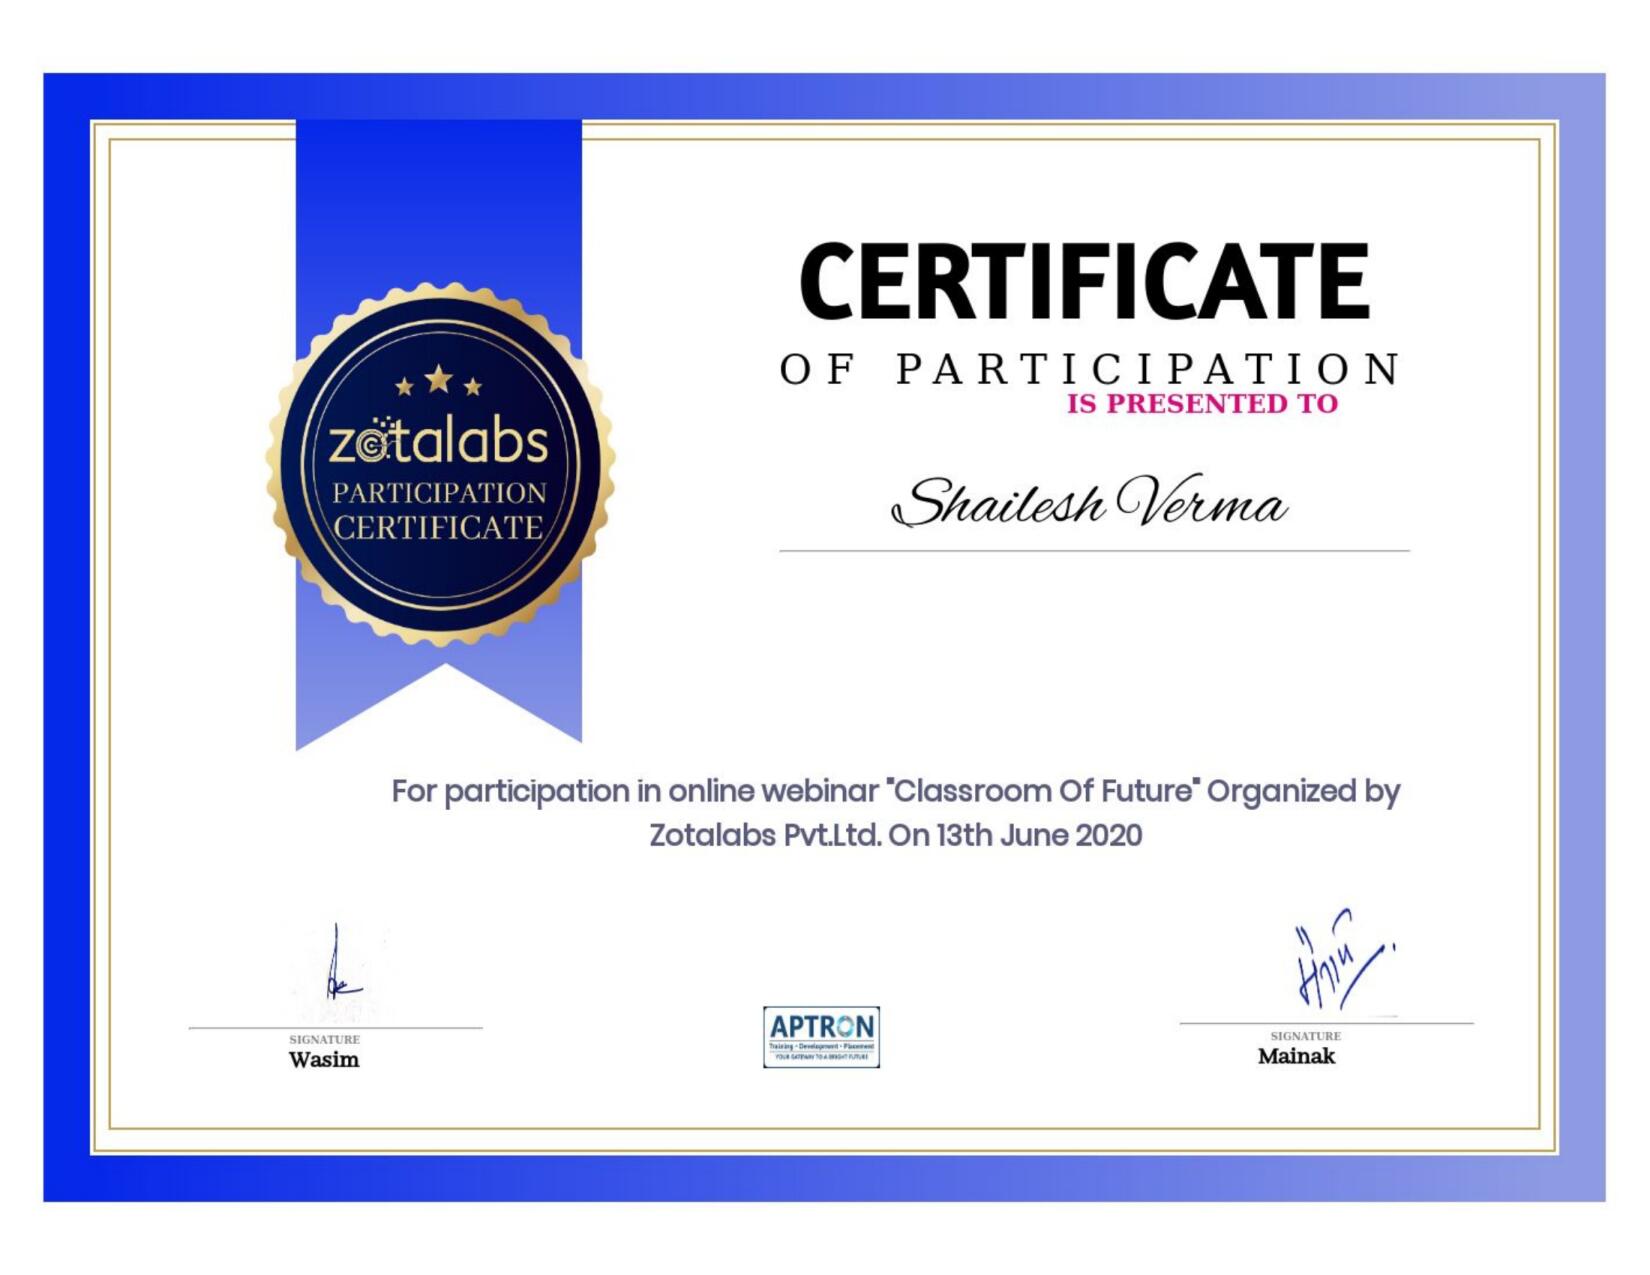 CERTIFICATE
OF PARTICIPATION
IS PRESENTED TO
Shailesh Verma
zotalabs
PARTICIPATION
CERTIFICATE
For participation in online webinar "Classroom Of Future" Organized by
Zotalabs Pvt.Ltd. On 13th June 2020
SIGNATURE
Wasim
APTRON
Training - Development - Placement
YOUR GATEWAY TO A BRIGHT FUTURE
SIGNATURE
Mainak